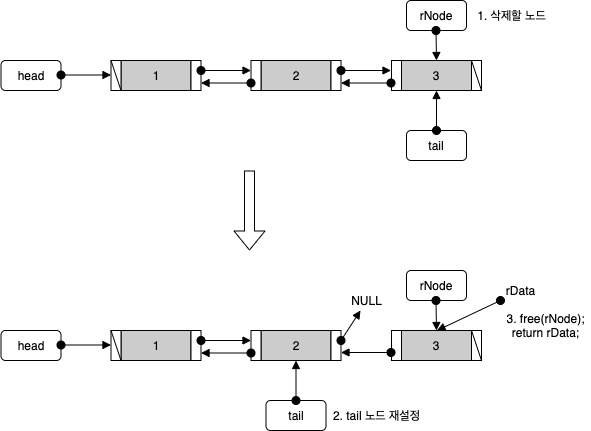 rNode
1. 삭제할 노드
head
1
2
3
tail
rNode
rData
NULL
3. free(rNode);
return rData;
head
1
2
3
tail
2. tail 노드 재설정